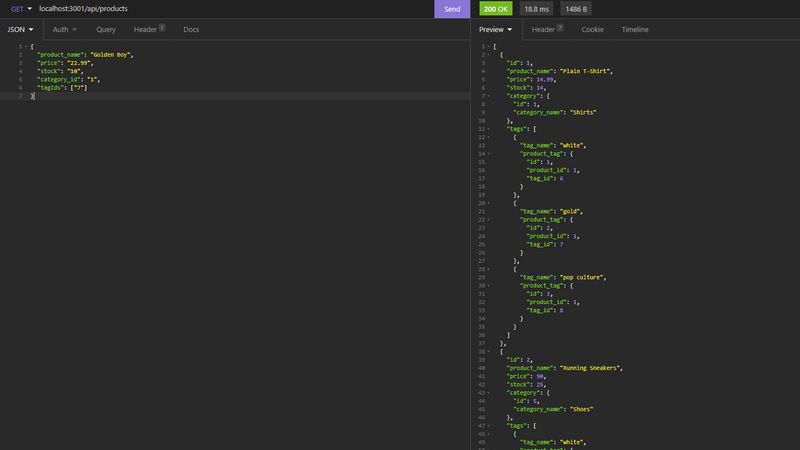 GET localhost:3001/api/products Send 200 OK 18.8 ms 1486 B
JSON Auth Query Header 1 Docs Preview Header 7 Cookie Timeline
1 {
2 "product_name": "Golden Boy",
3 "price": "22.99",
4 "stock": "10",
5 "category_id": "1",
6 "tagIds": ["7"]
7 }
1 [
2 {
3 "id": 1,
4 "product_name": "Plain T-Shirt",
5 "price": 14.99,
6 "stock": 14,
7 "category": {
8 "id": 1,
9 "category_name": "Shirts"
10 },
11 "tags": [
12 {
13 "tag_name": "white",
14 "product_tag": {
15 "id": 1,
16 "product_id": 1,
17 "tag_id": 6
18 }
19 },
20 {
21 "tag_name": "gold",
22 "product_tag": {
23 "id": 2,
24 "product_id": 1,
25 "tag_id": 7
26 }
27 },
28 {
29 "tag_name": "pop culture",
30 "product_tag": {
31 "id": 3,
32 "product_id": 1,
33 "tag_id": 8
34 }
35 }
36 ]
37 },
38 {
39 "id": 2,
40 "product_name": "Running Sneakers",
41 "price": 90,
42 "stock": 25,
43 "category": {
44 "id": 5,
45 "category_name": "Shoes"
46 },
47 "tags": [
48 {
49 "tag_name": "white",